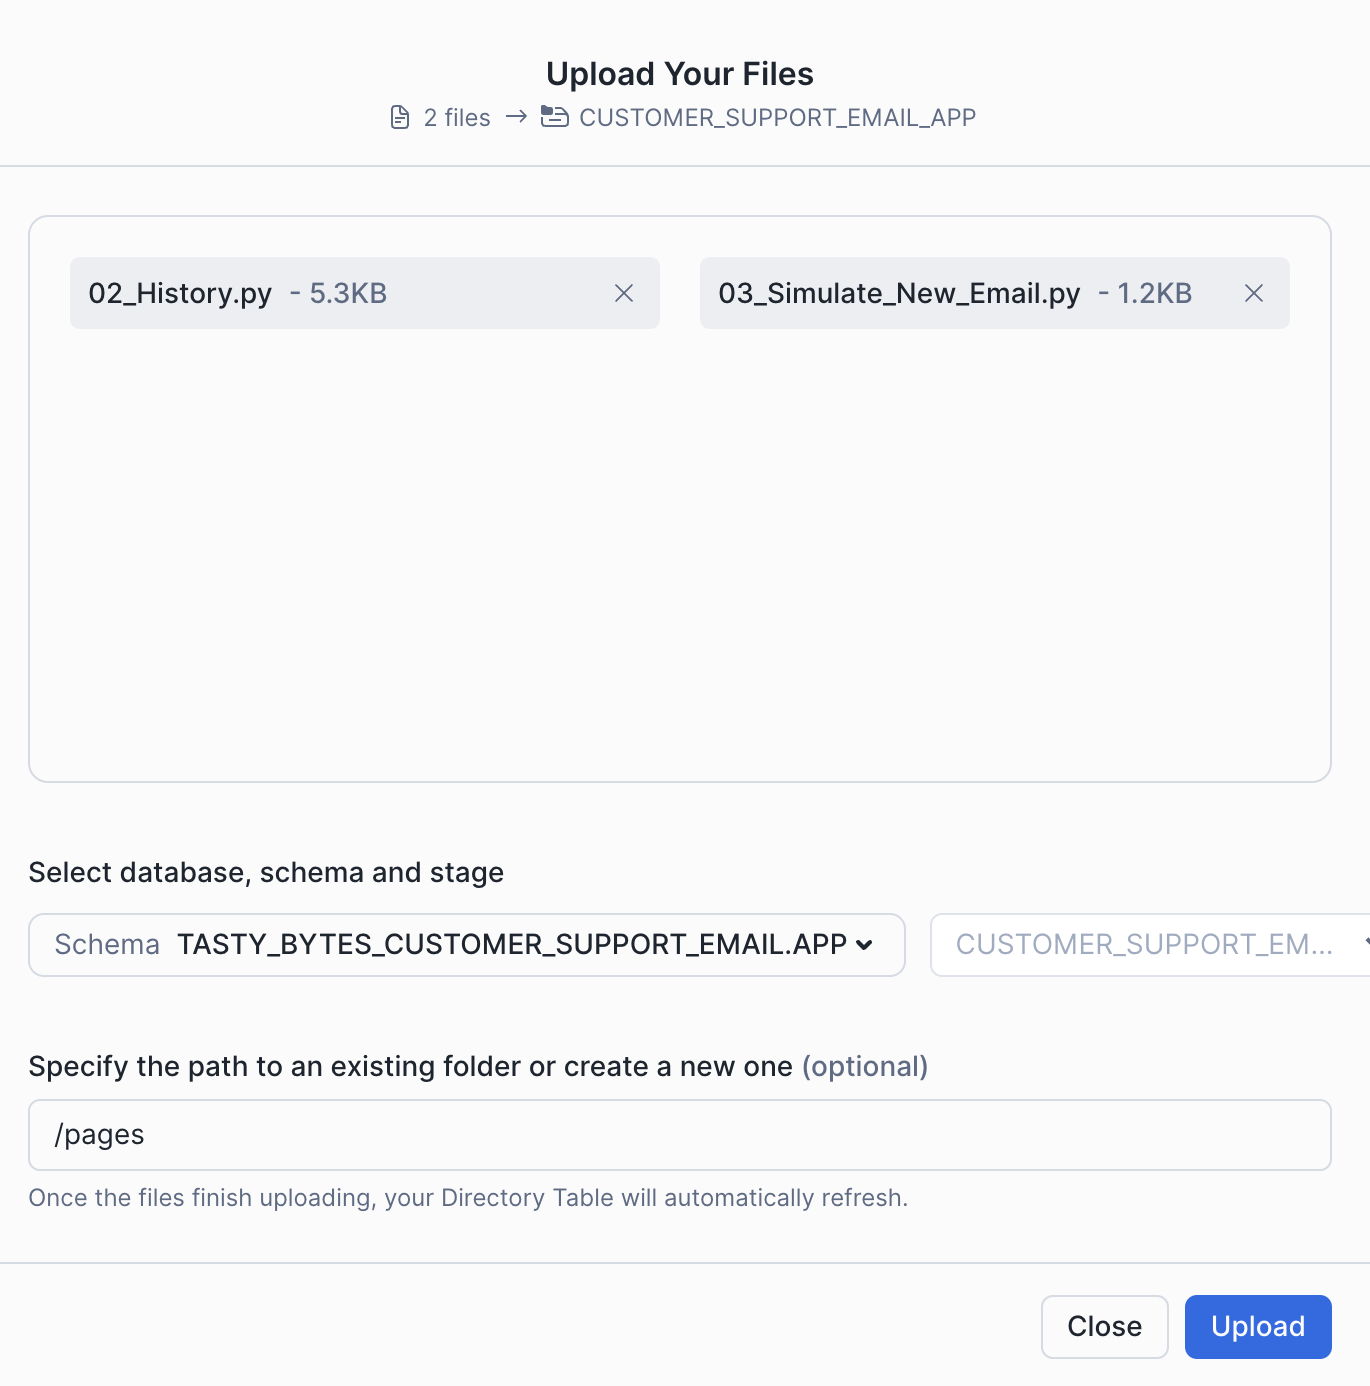 Upload Your Files
2 files → CUSTOMER_SUPPORT_EMAIL_APP
02_History.py - 5.3KB
03_Simulate_New_Email.py - 1.2KB
Select database, schema and stage
Schema TASTY_BYTES_CUSTOMER_SUPPORT_EMAIL.APP
CUSTOMER_SUPPORT_EM...
Specify the path to an existing folder or create a new one (optional)
/pages
Once the files finish uploading, your Directory Table will automatically refresh.
Close
Upload